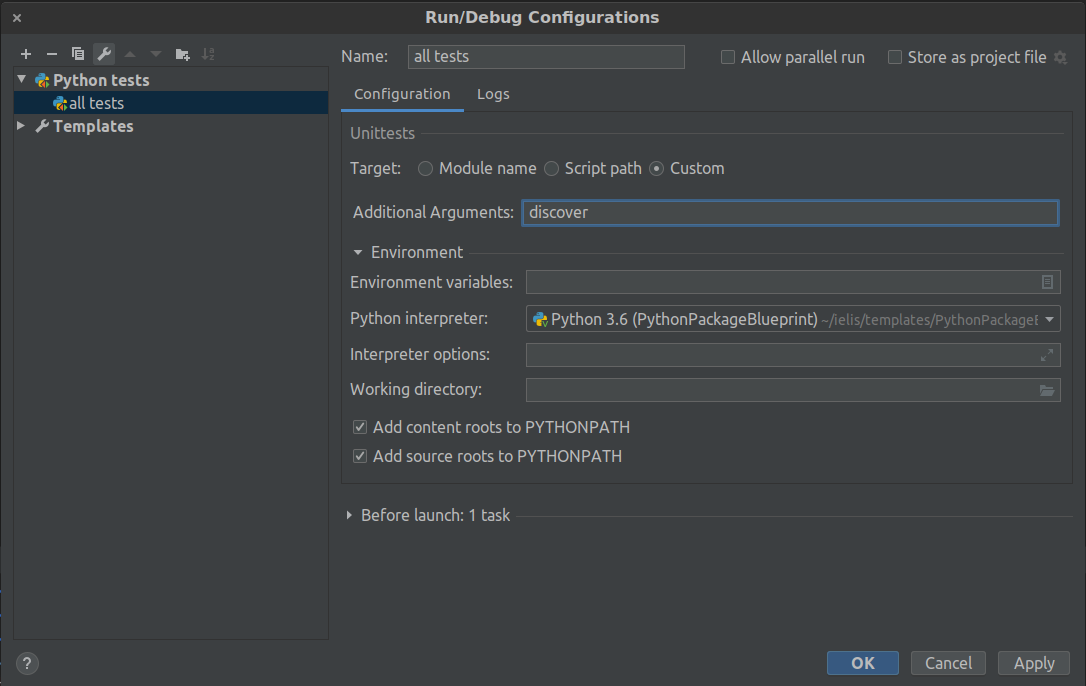 Run/Debug Configurations
Name: all tests
Allow parallel run
Store as project file
Python tests
all tests
Templates
Configuration
Logs
Unittests
Target: Module name Script path Custom
Additional Arguments: discover
Environment
Environment variables:
Python interpreter: Python 3.6 (PythonPackageBlueprint) ~/ielis/templates/PythonPackageB
Interpreter options:
Working directory:
Add content roots to PYTHONPATH
Add source roots to PYTHONPATH
Before launch: 1 task
?
OK
Cancel
Apply